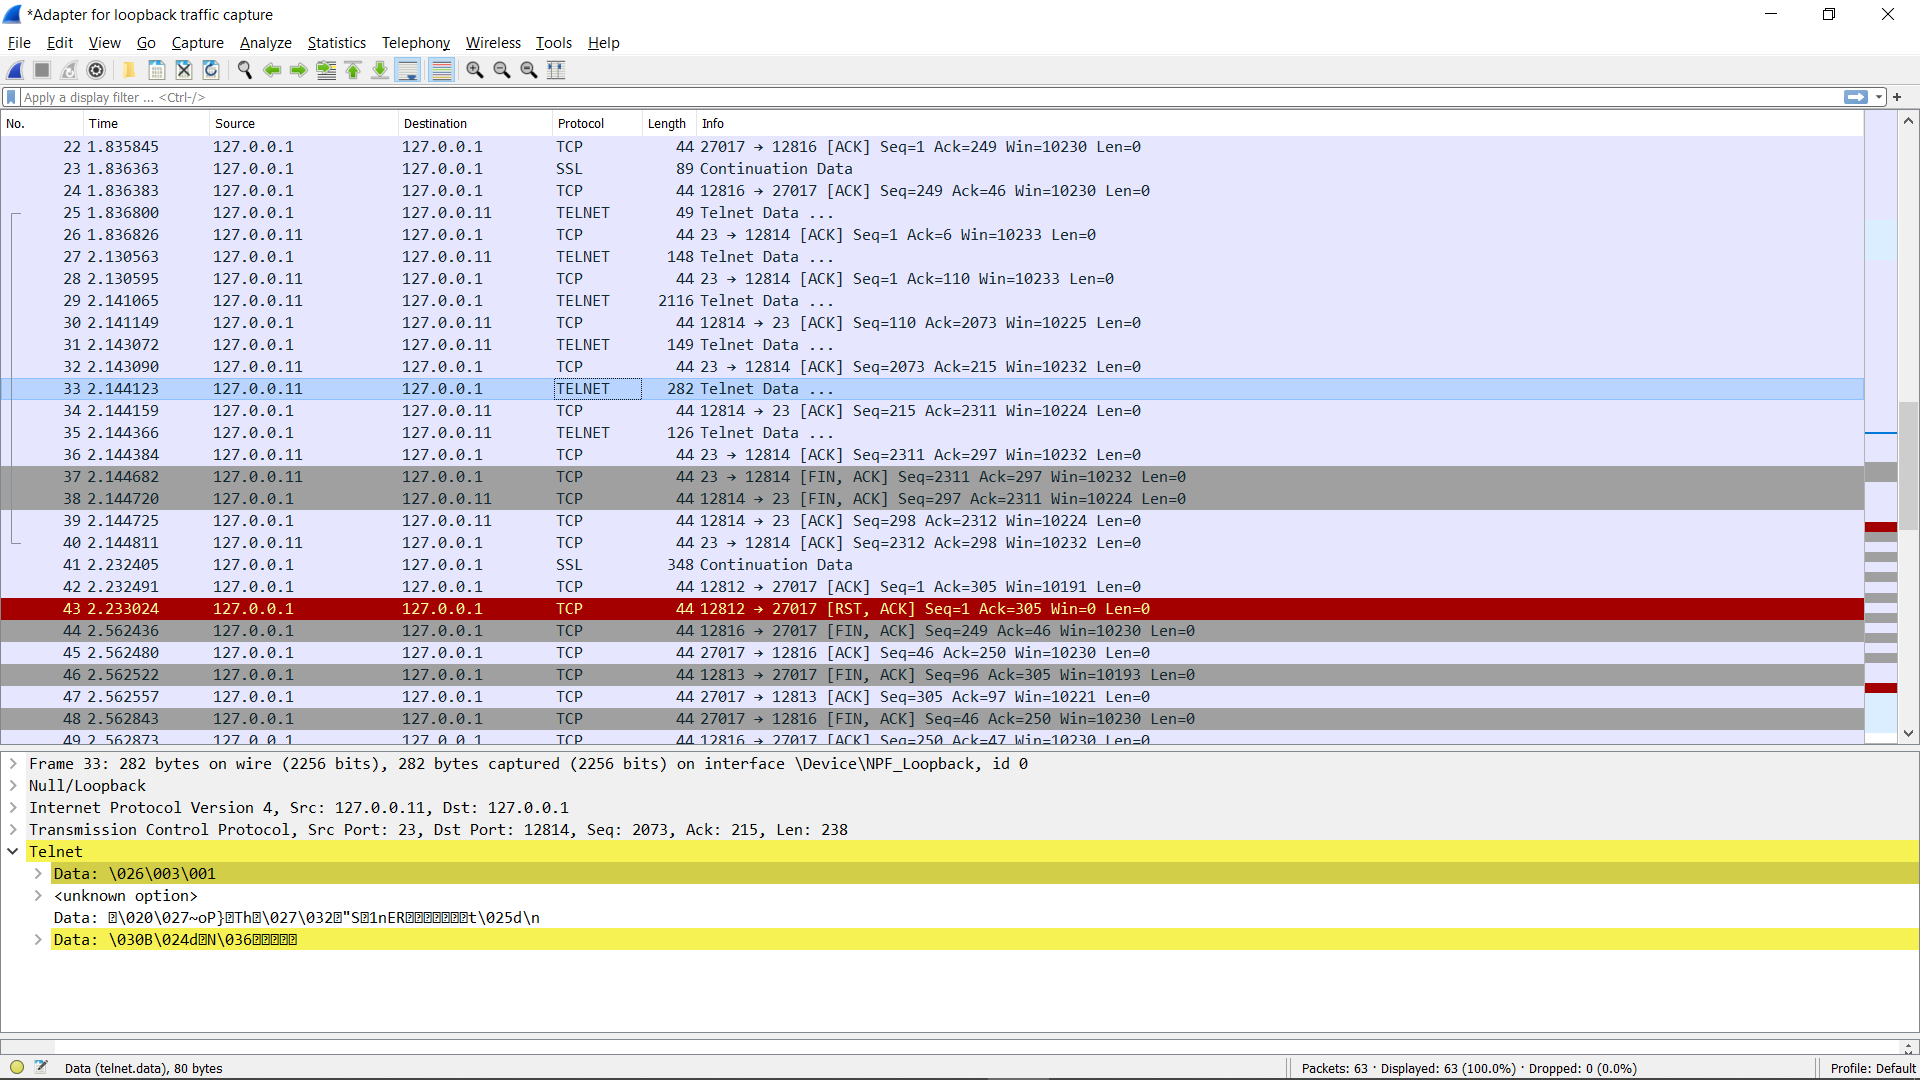 *Adapter for loopback traffic capture
File Edit View Go Capture Analyze Statistics Telephony Wireless Tools Help
Apply a display filter ... <Ctrl-/>
No. Time Source Destination Protocol Length Info
22 1.835845 127.0.0.1 127.0.0.1 TCP 44 27017 → 12816 [ACK] Seq=1 Ack=249 Win=10230 Len=0
23 1.836363 127.0.0.1 127.0.0.1 SSL 89 Continuation Data
24 1.836383 127.0.0.1 127.0.0.1 TCP 44 12816 → 27017 [ACK] Seq=249 Ack=46 Win=10230 Len=0
25 1.836800 127.0.0.1 127.0.0.11 TELNET 49 Telnet Data ...
26 1.836826 127.0.0.11 127.0.0.1 TCP 44 23 → 12814 [ACK] Seq=1 Ack=6 Win=10233 Len=0
27 2.130563 127.0.0.1 127.0.0.11 TELNET 148 Telnet Data ...
28 2.130595 127.0.0.11 127.0.0.1 TCP 44 23 → 12814 [ACK] Seq=1 Ack=110 Win=10233 Len=0
29 2.141065 127.0.0.11 127.0.0.1 TELNET 2116 Telnet Data ...
30 2.141149 127.0.0.1 127.0.0.11 TCP 44 12814 → 23 [ACK] Seq=110 Ack=2073 Win=10225 Len=0
31 2.143072 127.0.0.1 127.0.0.11 TELNET 149 Telnet Data ...
32 2.143090 127.0.0.11 127.0.0.1 TCP 44 23 → 12814 [ACK] Seq=2073 Ack=215 Win=10232 Len=0
33 2.144123 127.0.0.11 127.0.0.1 TELNET 282 Telnet Data ...
34 2.144159 127.0.0.1 127.0.0.11 TCP 44 12814 → 23 [ACK] Seq=215 Ack=2311 Win=10224 Len=0
35 2.144366 127.0.0.1 127.0.0.11 TELNET 126 Telnet Data ...
36 2.144384 127.0.0.11 127.0.0.1 TCP 44 23 → 12814 [ACK] Seq=2311 Ack=297 Win=10232 Len=0
37 2.144682 127.0.0.11 127.0.0.1 TCP 44 23 → 12814 [FIN, ACK] Seq=2311 Ack=297 Win=10232 Len=0
38 2.144720 127.0.0.1 127.0.0.11 TCP 44 12814 → 23 [FIN, ACK] Seq=297 Ack=2311 Win=10224 Len=0
39 2.144725 127.0.0.1 127.0.0.11 TCP 44 12814 → 23 [ACK] Seq=298 Ack=2312 Win=10224 Len=0
40 2.144811 127.0.0.11 127.0.0.1 TCP 44 23 → 12814 [ACK] Seq=2312 Ack=298 Win=10232 Len=0
41 2.232405 127.0.0.1 127.0.0.1 SSL 348 Continuation Data
42 2.232491 127.0.0.1 127.0.0.1 TCP 44 12812 → 27017 [ACK] Seq=1 Ack=305 Win=10191 Len=0
43 2.233024 127.0.0.1 127.0.0.1 TCP 44 12812 → 27017 [RST, ACK] Seq=1 Ack=305 Win=0 Len=0
44 2.562436 127.0.0.1 127.0.0.1 TCP 44 12816 → 27017 [FIN, ACK] Seq=249 Ack=46 Win=10230 Len=0
45 2.562480 127.0.0.1 127.0.0.1 TCP 44 27017 → 12816 [ACK] Seq=46 Ack=250 Win=10230 Len=0
46 2.562522 127.0.0.1 127.0.0.1 TCP 44 12813 → 27017 [FIN, ACK] Seq=96 Ack=305 Win=10193 Len=0
47 2.562557 127.0.0.1 127.0.0.1 TCP 44 27017 → 12813 [ACK] Seq=305 Ack=97 Win=10221 Len=0
48 2.562843 127.0.0.1 127.0.0.1 TCP 44 27017 → 12816 [FIN, ACK] Seq=46 Ack=250 Win=10230 Len=0
49 2.562873 127.0.0.1 127.0.0.1 TCP 44 12816 → 27017 [ACK] Seq=250 Ack=47 Win=10230 Len=0
Frame 33: 282 bytes on wire (2256 bits), 282 bytes captured (2256 bits) on interface \Device\NPF_Loopback, id 0
Null/Loopback
Internet Protocol Version 4, Src: 127.0.0.11, Dst: 127.0.0.1
Transmission Control Protocol, Src Port: 23, Dst Port: 12814, Seq: 2073, Ack: 215, Len: 238
Telnet
Data: \026\003\001
<unknown option>
Data: �\020\027~oP}�Th�\027\032�"S�1nER�������t\025d\n
Data: \030B\024d�N\036�����
Data (telnet.data), 80 bytes
Packets: 63 · Displayed: 63 (100.0%) · Dropped: 0 (0.0%)
Profile: Default